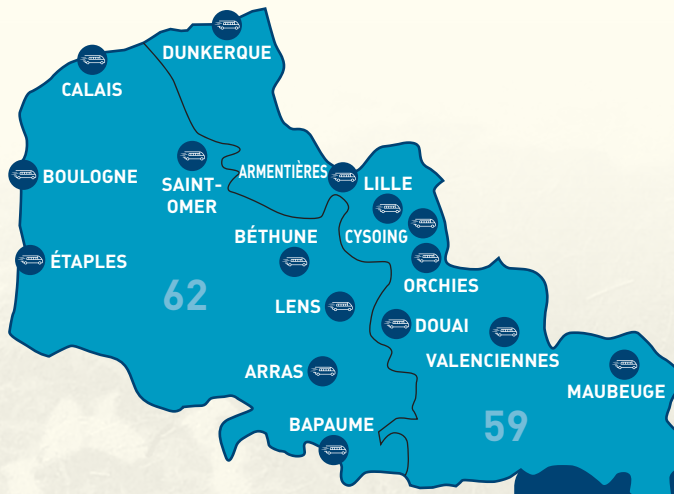 DUNKERQUE
CALAIS
ARMENTIÈRES
LILLE
BOULOGNE
SAINT-
OMER
CYSOING
BÉTHUNE
ÉTAPLES
ORCHIES
62
LENS
DOUAI
VALENCIENNES
ARRAS
MAUBEUGE
BAPAUME
59